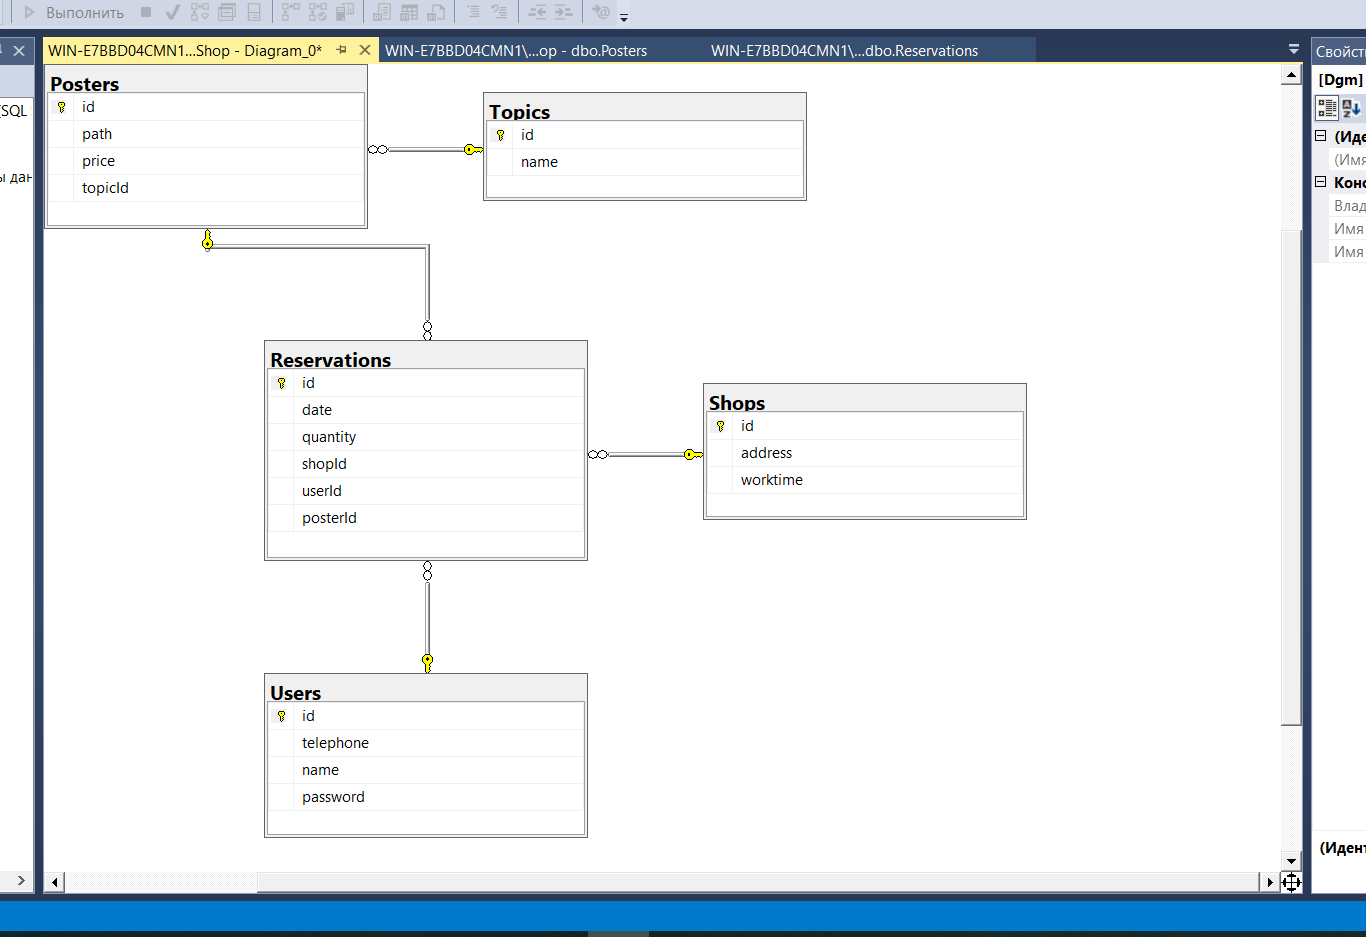 Выполнить
WIN-E7BBD04CMN1...Shop - Diagram_0*
WIN-E7BBD04CMN1\...op - dbo.Posters
WIN-E7BBD04CMN1\...dbo.Reservations
Свойст
[Dgm]
(SQL
(Иде
(Имя
ы дан
Конс
Влад
Имя
Имя
Posters
id
path
price
topicId
Topics
id
name
Reservations
id
date
quantity
shopId
userId
posterId
Shops
id
address
worktime
Users
id
telephone
name
password
(Идент